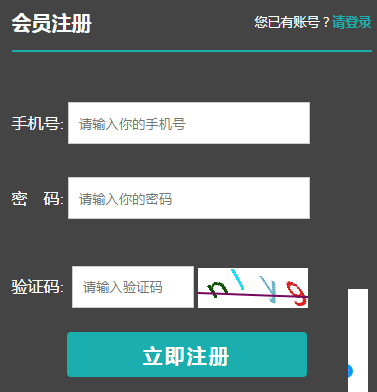 会员注册 您已有账号？请登录
手机号: 请输入你的手机号
密 码: 请输入你的密码
验证码: 请输入验证码
立即注册